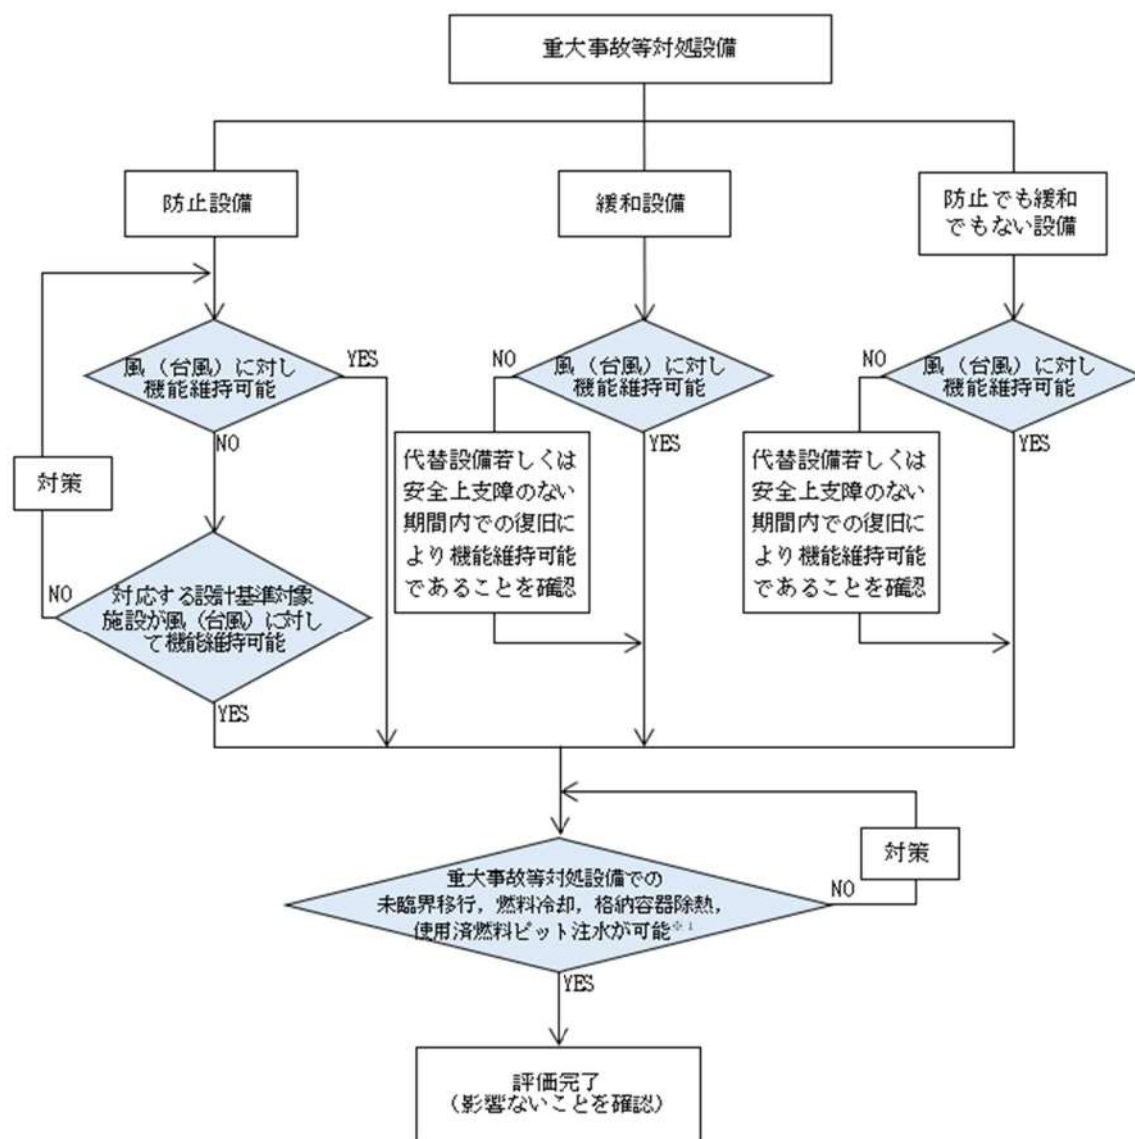 重大事故等対処設備
防止設備
緩和設備
防止でも緩和
でもない設備
風（台風）に対し
機能維持可能
YES
NO
対策
対応する設計基準対象
施設が風（台風）に対し
て機能維持可能
NO
YES
NO
風（台風）に対し
機能維持可能
YES
代替設備若しくは
安全上支障のない
期間内での復旧に
より機能維持可能
であることを確認
NO
風（台風）に対し
機能維持可能
YES
代替設備若しくは
安全上支障のない
期間内での復旧に
より機能維持可能
であることを確認
重大事故等対処設備での
未臨界移行，燃料冷却，格納容器除熱，
使用済燃料ピット注水が可能※1
NO
対策
YES
評価完了
（影響ないことを確認）